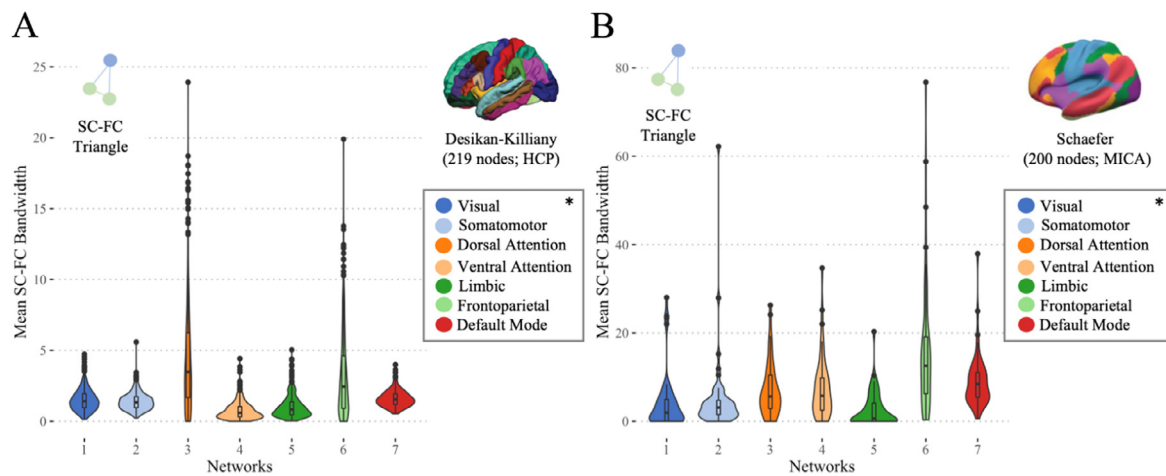 A
SC-FC
Triangle
Desikan-Killiany
(219 nodes; HCP)
Visual *
Somatomotor
Dorsal Attention
Ventral Attention
Limbic
Frontoparietal
Default Mode
Mean SC-FC Bandwidtth
25
20
15
10
5
0
1 2 3 4 5 6 7
Networks
B
SC-FC
Triangle
Schaefer
(200 nodes; MICA)
Visual *
Somatomotor
Dorsal Attention
Ventral Attention
Limbic
Frontoparietal
Default Mode
Mean SC-FC Bandwidtth
80
60
40
20
0
1 2 3 4 5 6 7
Networks